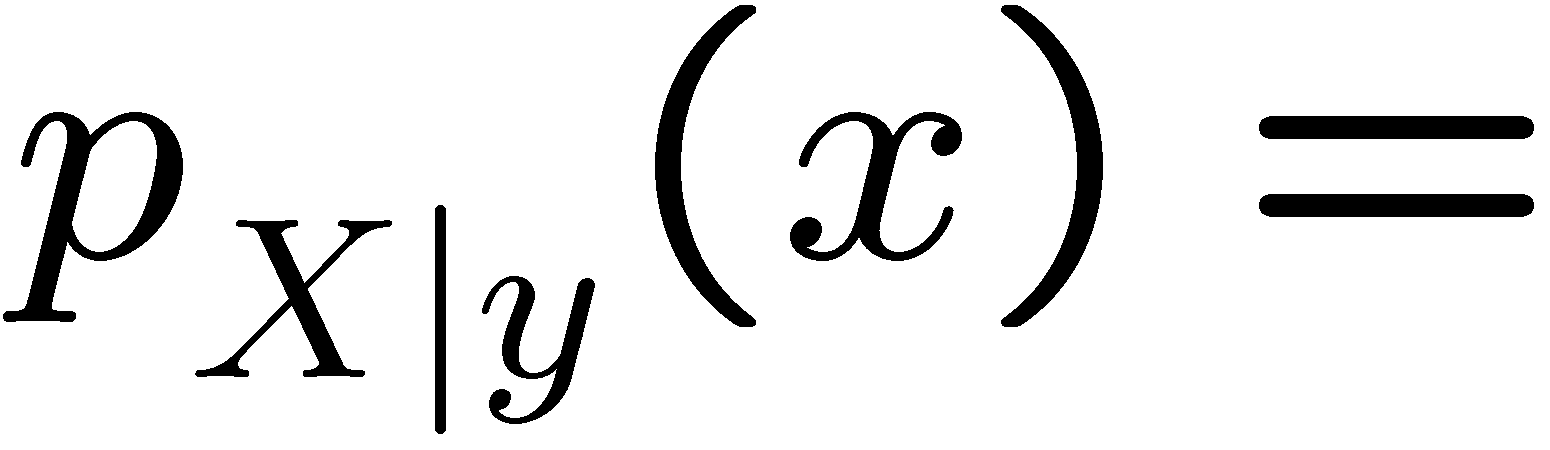 p_{X|y}(x) =